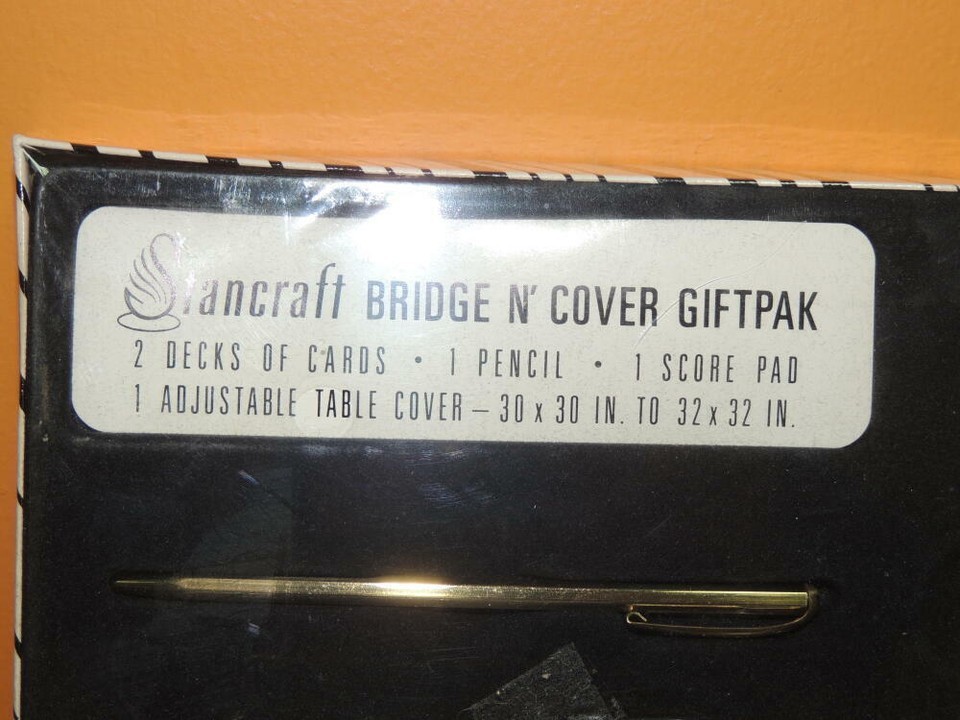 Stancraft BRIDGE N' COVER GIFTPAK
2 DECKS OF CARDS • 1 PENCIL • 1 SCORE PAD
1 ADJUSTABLE TABLE COVER — 30 x 30 IN. TO 32 x 32 IN.